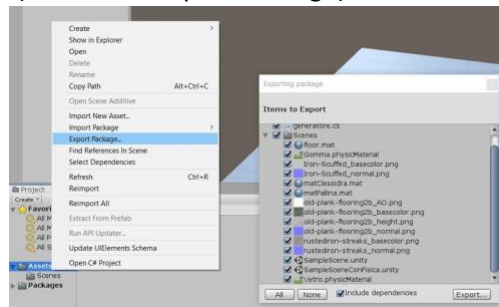 Create
Show in Explorer
Open
Delete
Rename
Copy Path Alt+Ctrl+C
Open Scene Additive
Import New Asset...
Import Package
Export Package...
Find References In Scene
Select Dependencies
Refresh Ctrl+R
Reimport
Reimport All
Extract From Prefab
Run API Updater...
Update UIElements Schema
Open C# Project
Project
Create
Favori
All M
All M
All P
All S
Assets
Scenes
Packages
Exporting package
Items to Export
generatore.cs
Scenes
floor.mat
Gomma.physicMaterial
Iron-Scuffed_basecolor.png
Iron-Scuffed_normal.png
matClessidra.mat
matPallina.mat
old-plank-flooring2b_AO.png
old-plank-flooring2b_basecolor.png
old-plank-flooring2b_height.png
old-plank-flooring2b_normal.png
rustediron-streaks_basecolor.png
rustediron-streaks_normal.png
SampleScene.unity
SampleSceneConFisica.unity
Vetro.physicMaterial
All None Include dependencies Export...